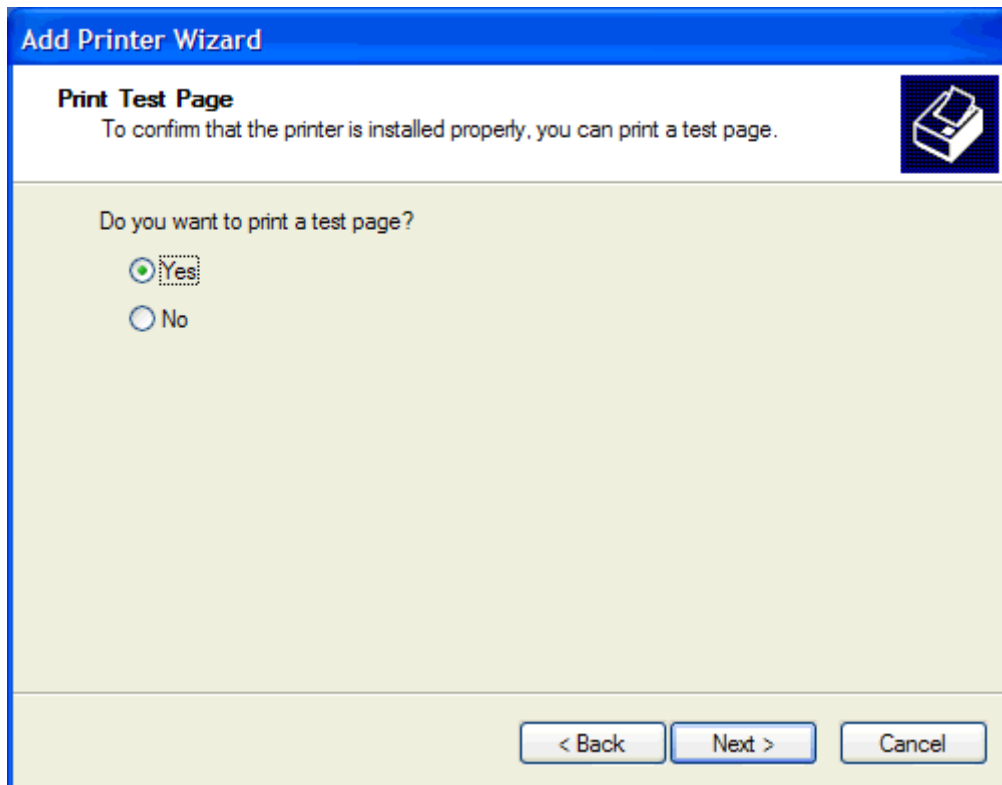 Add Printer Wizard
Print Test Page
To confirm that the printer is installed properly, you can print a test page.
Do you want to print a test page?
Yes
No
< Back
Next >
Cancel